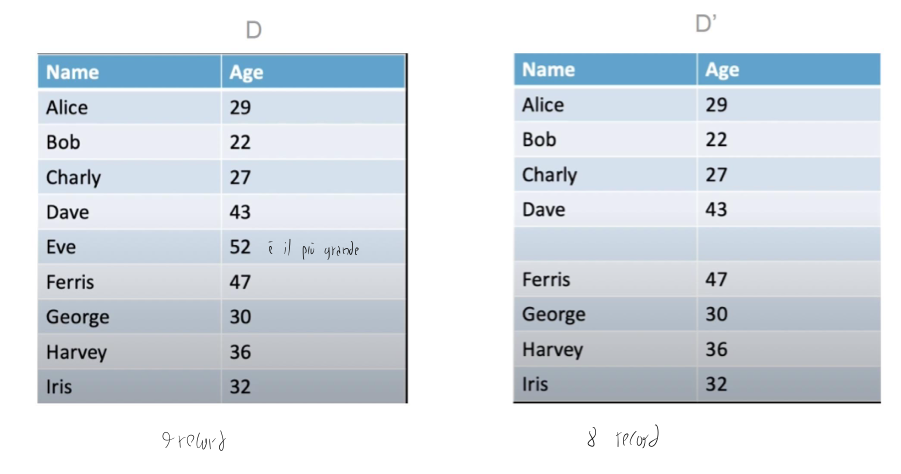 D
D'
Name Age
Alice 29
Bob 22
Charly 27
Dave 43
Eve 52 è il più grande
Ferris 47
George 30
Harvey 36
Iris 32
9 record
Name Age
Alice 29
Bob 22
Charly 27
Dave 43
Ferris 47
George 30
Harvey 36
Iris 32
8 record